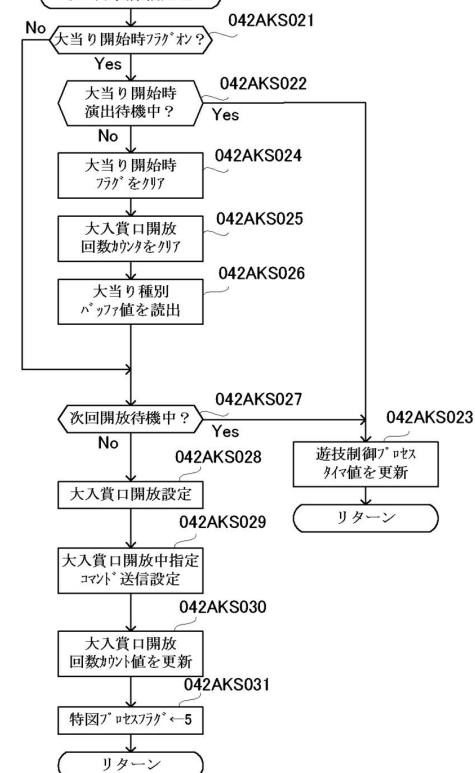 042AKS021
No
大当り開始時ﾌﾗｸﾞｵﾝ?
Yes
042AKS022
大当り開始時
演出待機中?
Yes
No
042AKS024
大当り開始時
ﾌﾗｸﾞをｸﾘｱ
042AKS025
大入賞口開放
回数ｶｳﾝﾀをｸﾘｱ
042AKS026
大当り種別
ﾊﾞｯﾌｧ値を読出
042AKS027
次回開放待機中?
Yes
No
042AKS023
遊技制御ﾌﾟﾛｾｽ
ﾀｲﾏ値を更新
リターン
042AKS028
大入賞口開放設定
042AKS029
大入賞口開放中指定
ｺﾏﾝﾄﾞ送信設定
042AKS030
大入賞口開放
回数ｶｳﾝﾄ値を更新
042AKS031
特図ﾌﾟﾛｾｽﾌﾗｸﾞ←5
リターン